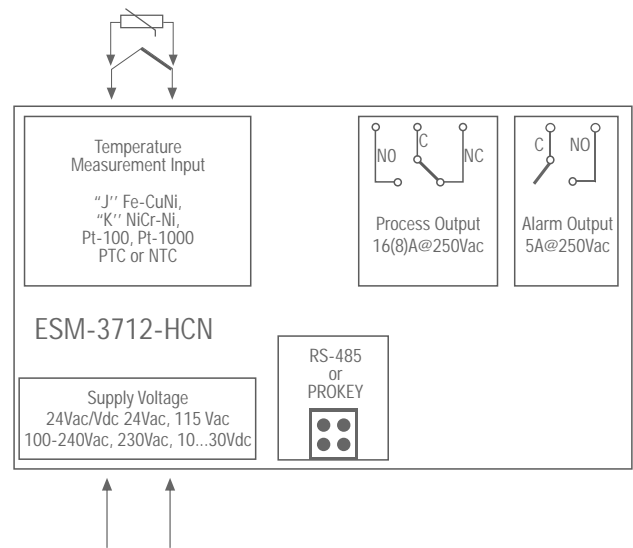 Temperature
Measurement Input
“J’’ Fe-CuNi,
“K’’ NiCr-Ni,
Pt-100, Pt-1000
PTC or NTC
NO
C
NC
Process Output
16(8)A@250Vac
C
NO
Alarm Output
5A@250Vac
ESM-3712-HCN
RS-485
or
PROKEY
Supply Voltage
24Vac/Vdc 24Vac, 115 Vac
100-240Vac, 230Vac, 10...30Vdc